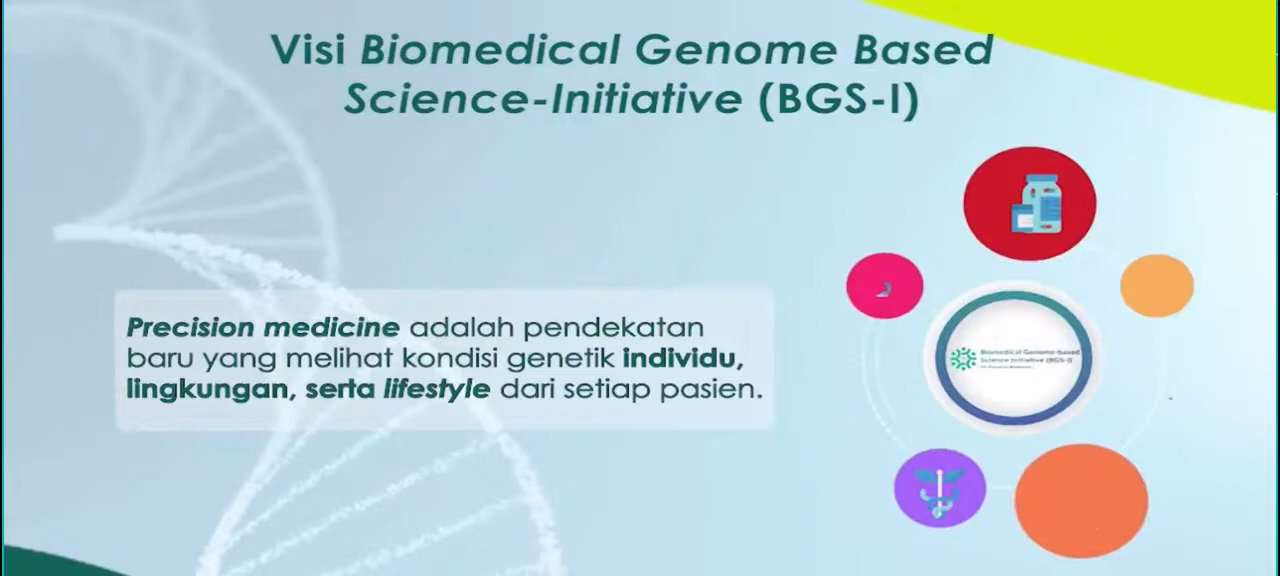 Visi Biomedical Genome Based
Science-Initiative (BGS-I)
Precision medicine adalah pendekatan
baru yang melihat kondisi genetik individu,
lingkungan, serta lifestyle dari setiap pasien.
Biomedical Genome-based
Science Initiative (BGS-I)